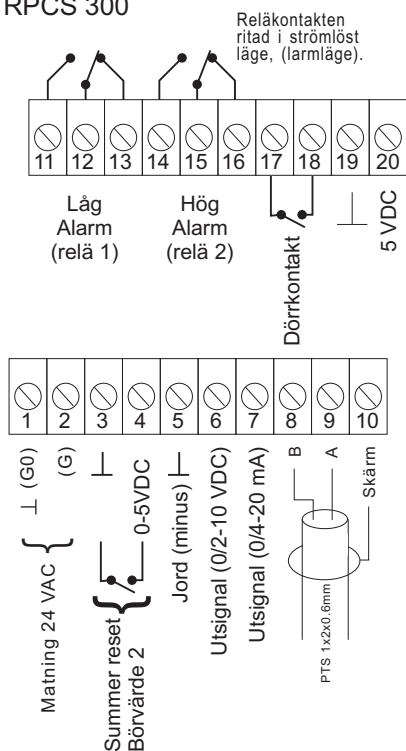 RPCS 300
Reläkontakten
ritad i strömlöst
läge, (larmläge).
11 12 13 14 15 16 17 18 19 20
Låg
Alarm
(relä 1)
Hög
Alarm
(relä 2)
Dörrkontakt
5 VDC
1 2 3 4 5 6 7 8 9 10
(G0)
(G)
Matning 24 VAC
0-5VDC
Summer reset
Börvärde 2
Jord (minus)
Utsignal (0/2-10 VDC)
Utsignal (0/4-20 mA)
B
A
Skärm
PTS 1x2x0.6mm